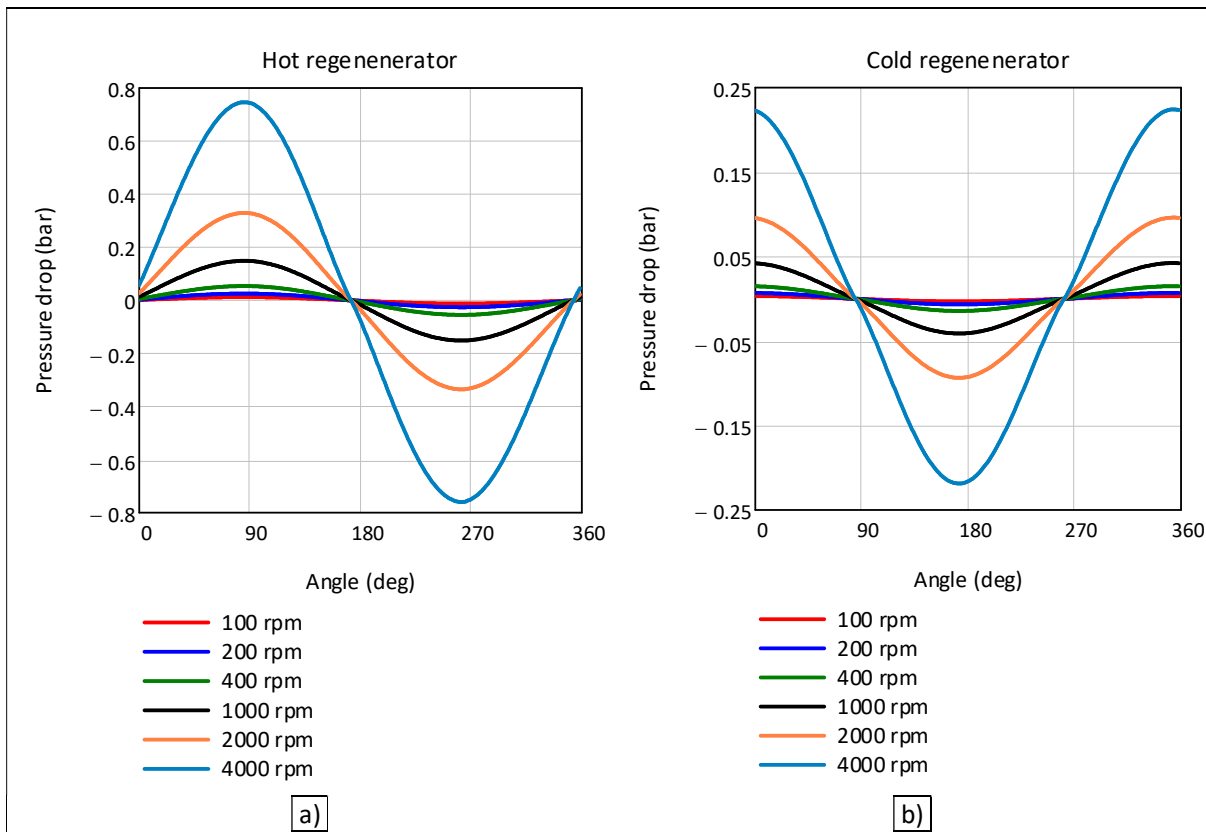 Hot regenenerator
0.8
0.6
0.4
0.2
0
− 0.2
− 0.4
− 0.6
− 0.8
Pressure drop (bar)
0 90 180 270 360
Angle (deg)
100 rpm
200 rpm
400 rpm
1000 rpm
2000 rpm
4000 rpm
a)
Cold regenenerator
0.25
0.15
0.05
−0.05
−0.15
−0.25
Pressure drop (bar)
0 90 180 270 360
Angle (deg)
100 rpm
200 rpm
400 rpm
1000 rpm
2000 rpm
4000 rpm
b)